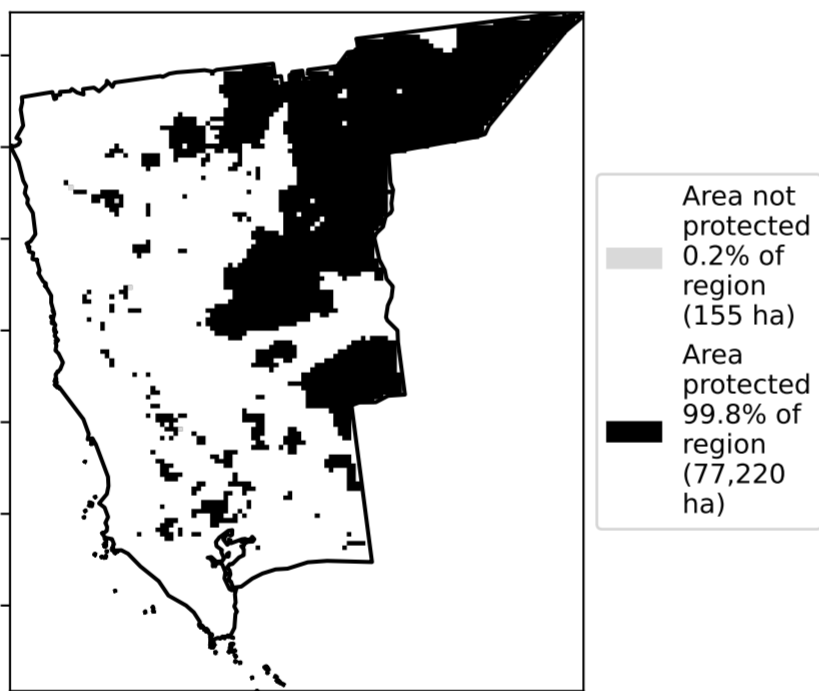 Area not
protected
0.2% of
region
(155 ha)
Area
protected
99.8% of
region
(77,220
ha)